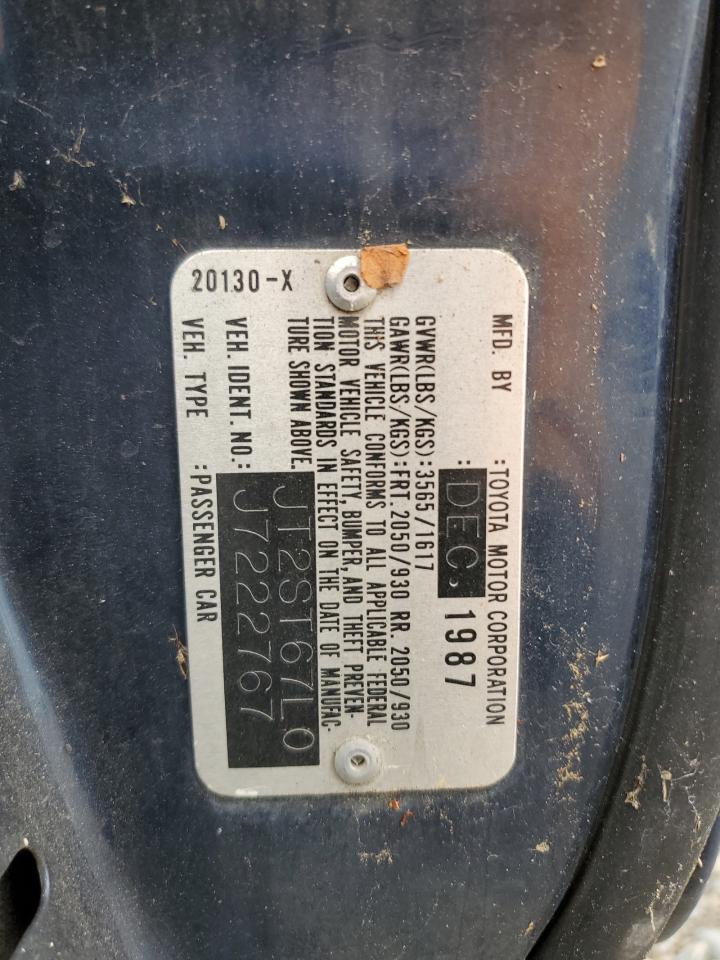 MFD. BY :TOYOTA MOTOR CORPORATION
:DEC. 1987
GVWR(LBS/KGS):3565/1617
GAWR(LBS/KGS):FRT. 2050/930 RR. 2050/930
THIS VEHICLE CONFORMS TO ALL APPLICABLE FEDERAL
MOTOR VEHICLE SAFETY, BUMPER, AND THEFT PREVEN-
TION STANDARDS IN EFFECT ON THE DATE OF MANUFAC-
TURE SHOWN ABOVE.
VEH. IDENT. NO.: JT2ST67L0
J7222767
VEH. TYPE :PASSENGER CAR
20130-X